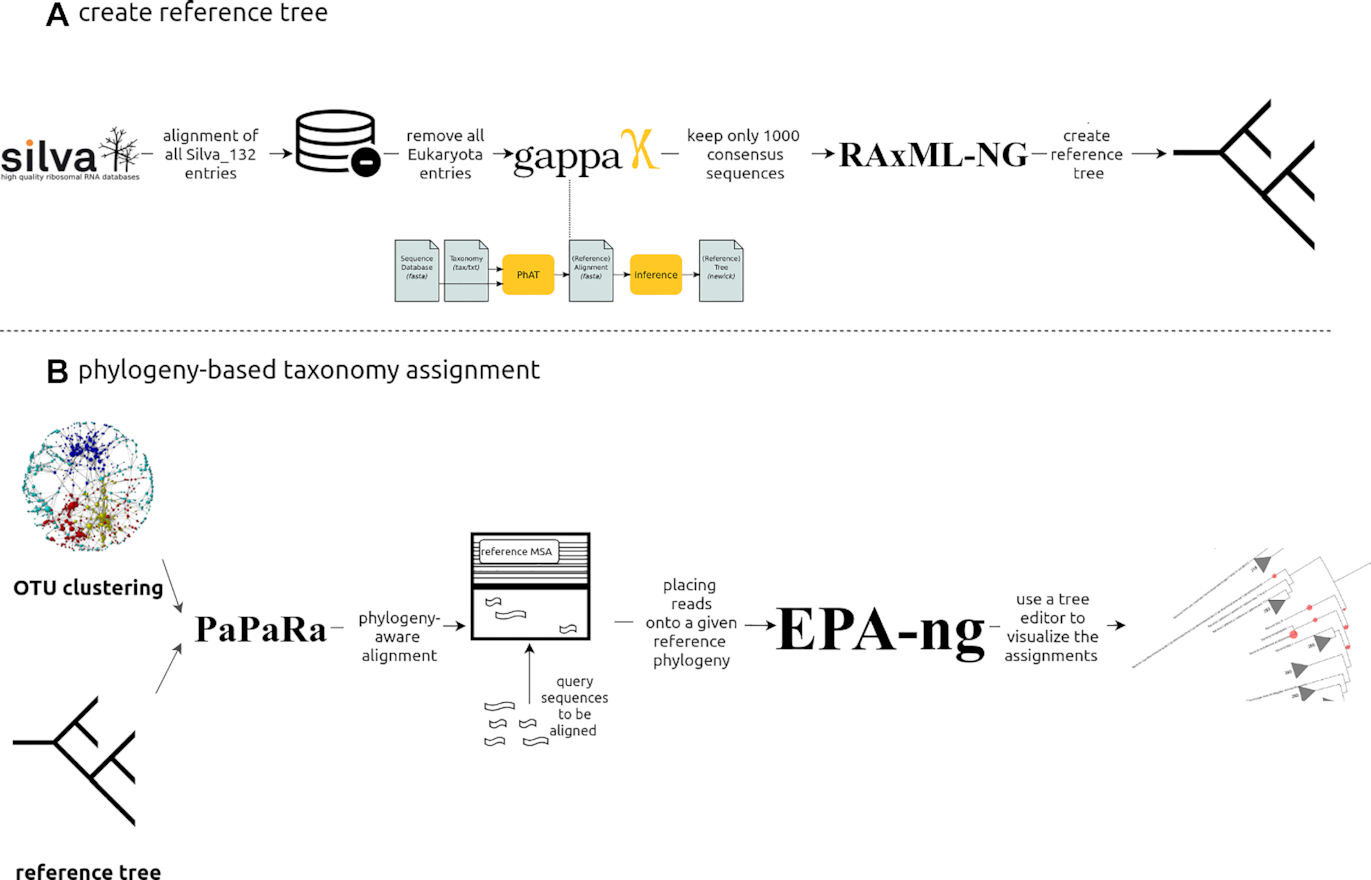 A create reference tree
silva
high quality ribosomal RNA databases
alignment of
all Silva_132
entries
remove all
Eukaryota
entries
gappa
keep only 1000
consensus
sequences
RAxML-NG
create
reference
tree
Sequence
Database
(fasta)
Taxonomy
(tax/txt)
PhAT
(Reference)
Alignment
(fasta)
Inference
(Reference)
Tree
(newick)
B phylogeny-based taxonomy assignment
OTU clustering
reference tree
PaPaRa
phylogeny-
aware
alignment
reference MSA
query
sequences
to be
aligned
placing
reads
onto a given
reference
phylogeny
EPA-ng
use a tree
editor to
visualize the
assignments